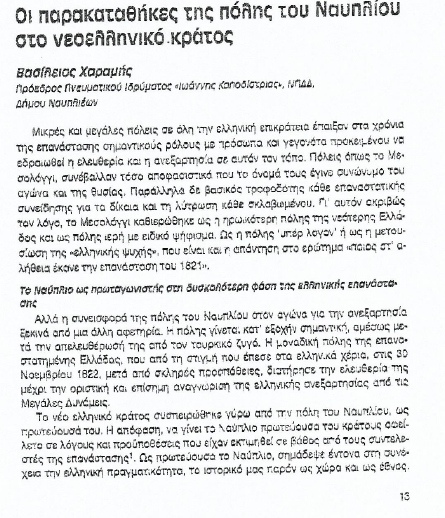 Οι παρακαταθήκες της πόλης του Ναυπλίου
στο νεοελληνικό κράτος
Βασίλειος Χαραμής
Πρόεδρος Πνευματικού Ιδρύματος «Ιωάννης Καποδίστριας», ΝΠΔΔ,
Δήμου Ναυπλιέων
Μικρές και μεγάλες πόλεις σε όλη την ελληνική επικράτεια έπαιξαν στα χρόνια
της επανάστασης σημαντικούς ρόλους με πρόσωπα και γεγονότα προκειμένου να
εδραιωθεί η ελευθερία και η ανεξαρτησία σε αυτόν τον τόπο. Πόλεις όπως το Με-
σολόγγι, συνέβαλλαν τόσο αποφασιστικά που το όνομά τους έγινε συνώνυμο του
αγώνα και της θυσίας. Παράλληλα δε βασικός τροφοδότης κάθε επαναστατικής
συνείδησης για τα δίκαια και τη λύτρωση κάθε σκλαβωμένου. Γι' αυτόν ακριβώς
τον λόγο, το Μεσολόγγι καθιερώθηκε ως η ηρωικότερη πόλη της νεότερης Ελλά-
δας και ως πόλης ιερή με ειδικό ψήφισμα. Ως η πόλη 'υπέρ λόγον' ή ως η μετου-
σίωση της «ελληνικής ψυχής», που είναι και η απάντηση στο ερώτημα «ποιος στ' α-
λήθεια έκανε την επανάσταση του 1821».
Το Ναύπλιο ως πρωταγωνιστής στη δυσκολότερη φάση της ελληνικής επανάστα-
σης
Αλλά η συνεισφορά της πόλης του Ναυπλίου στον αγώνα για την ανεξαρτησία
ξεκινά από μια άλλη αφετηρία. Η πόλης γίνεται κατ' εξοχήν σημαντική, αμέσως με-
τά την απελευθέρωσή της από τον τουρκικό ζυγό. Η μοναδική πόλη της επανα-
στατημένης Ελλάδος, που από τη στιγμή που έπεσε στα ελληνικά χέρια, στις 30
Νοεμβρίου 1822, μετά από σκληρές προσπάθειες, διατήρησε την ελευθερία της
μέχρι την οριστική και επίσημη αναγνώριση της ελληνικής ανεξαρτησίας από τις
Μεγάλες Δυνάμεις.
Το νέο ελληνικό κράτος συσπειρώθηκε γύρω από την πόλη του Ναυπλίου, ως
πρωτεύουσά του. Η απόφαση, να γίνει το Ναύπλιο πρωτεύουσα του κράτους οφεί-
λετο σε λόγους και προϋποθέσεις που είχαν εκτιμηθεί σε βάθος από τους συντελε-
στές της επανάστασης¹. Ως πρωτεύουσα το Ναύπλιο, σημάδεψε έντονα στη συνέ-
χεια την ελληνική πραγματικότητα, το ιστορικό μας παρόν ως χώρα και ως έθνος.
13